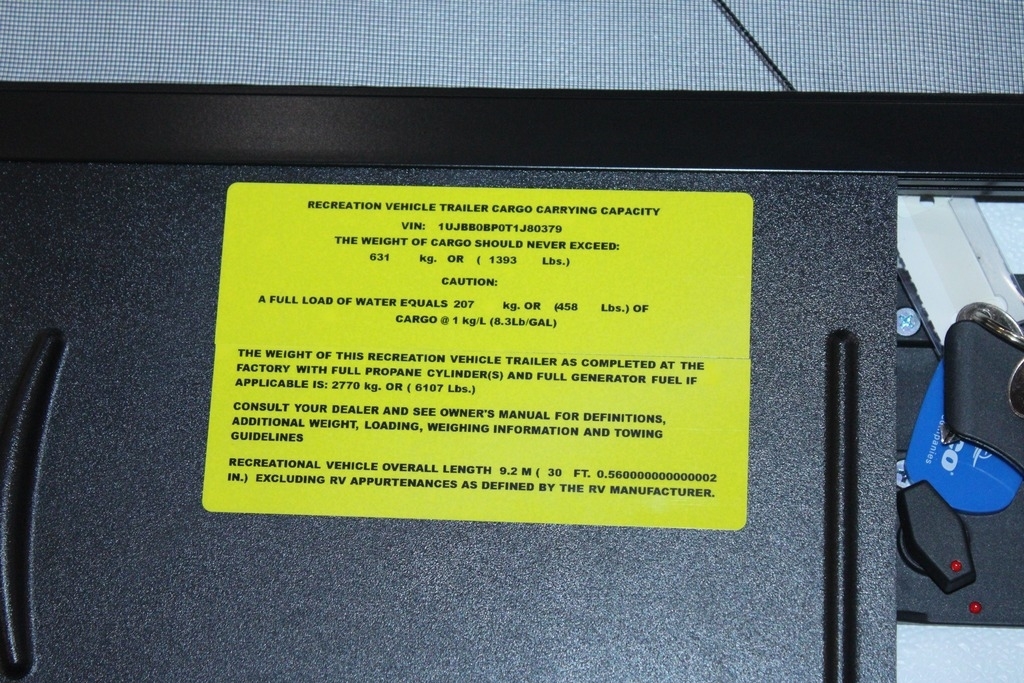 RECREATION VEHICLE TRAILER CARGO CARRYING CAPACITY
VIN: 1UJBB0BP0T1J80379
THE WEIGHT OF CARGO SHOULD NEVER EXCEED:
631 kg. OR ( 1393 Lbs.)
CAUTION:
A FULL LOAD OF WATER EQUALS 207 kg. OR (458 Lbs.) OF
CARGO @ 1 kg/L (8.3Lb/GAL)
THE WEIGHT OF THIS RECREATION VEHICLE TRAILER AS COMPLETED AT THE
FACTORY WITH FULL PROPANE CYLINDER(S) AND FULL GENERATOR FUEL IF
APPLICABLE IS: 2770 kg. OR ( 6107 Lbs.)
CONSULT YOUR DEALER AND SEE OWNER'S MANUAL FOR DEFINITIONS,
ADDITIONAL WEIGHT, LOADING, WEIGHING INFORMATION AND TOWING
GUIDELINES
RECREATIONAL VEHICLE OVERALL LENGTH 9.2 M ( 30 FT. 0.560000000000002
IN.) EXCLUDING RV APPURTENANCES AS DEFINED BY THE RV MANUFACTURER.